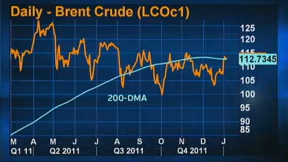 Daily - Brent Crude (LCOc1)
125
120
115
112.7345
110
105
100
95
90
85
200-DMA
M A M J J A S O N D J
Q1 11 Q2 2011 Q3 2011 Q4 2011